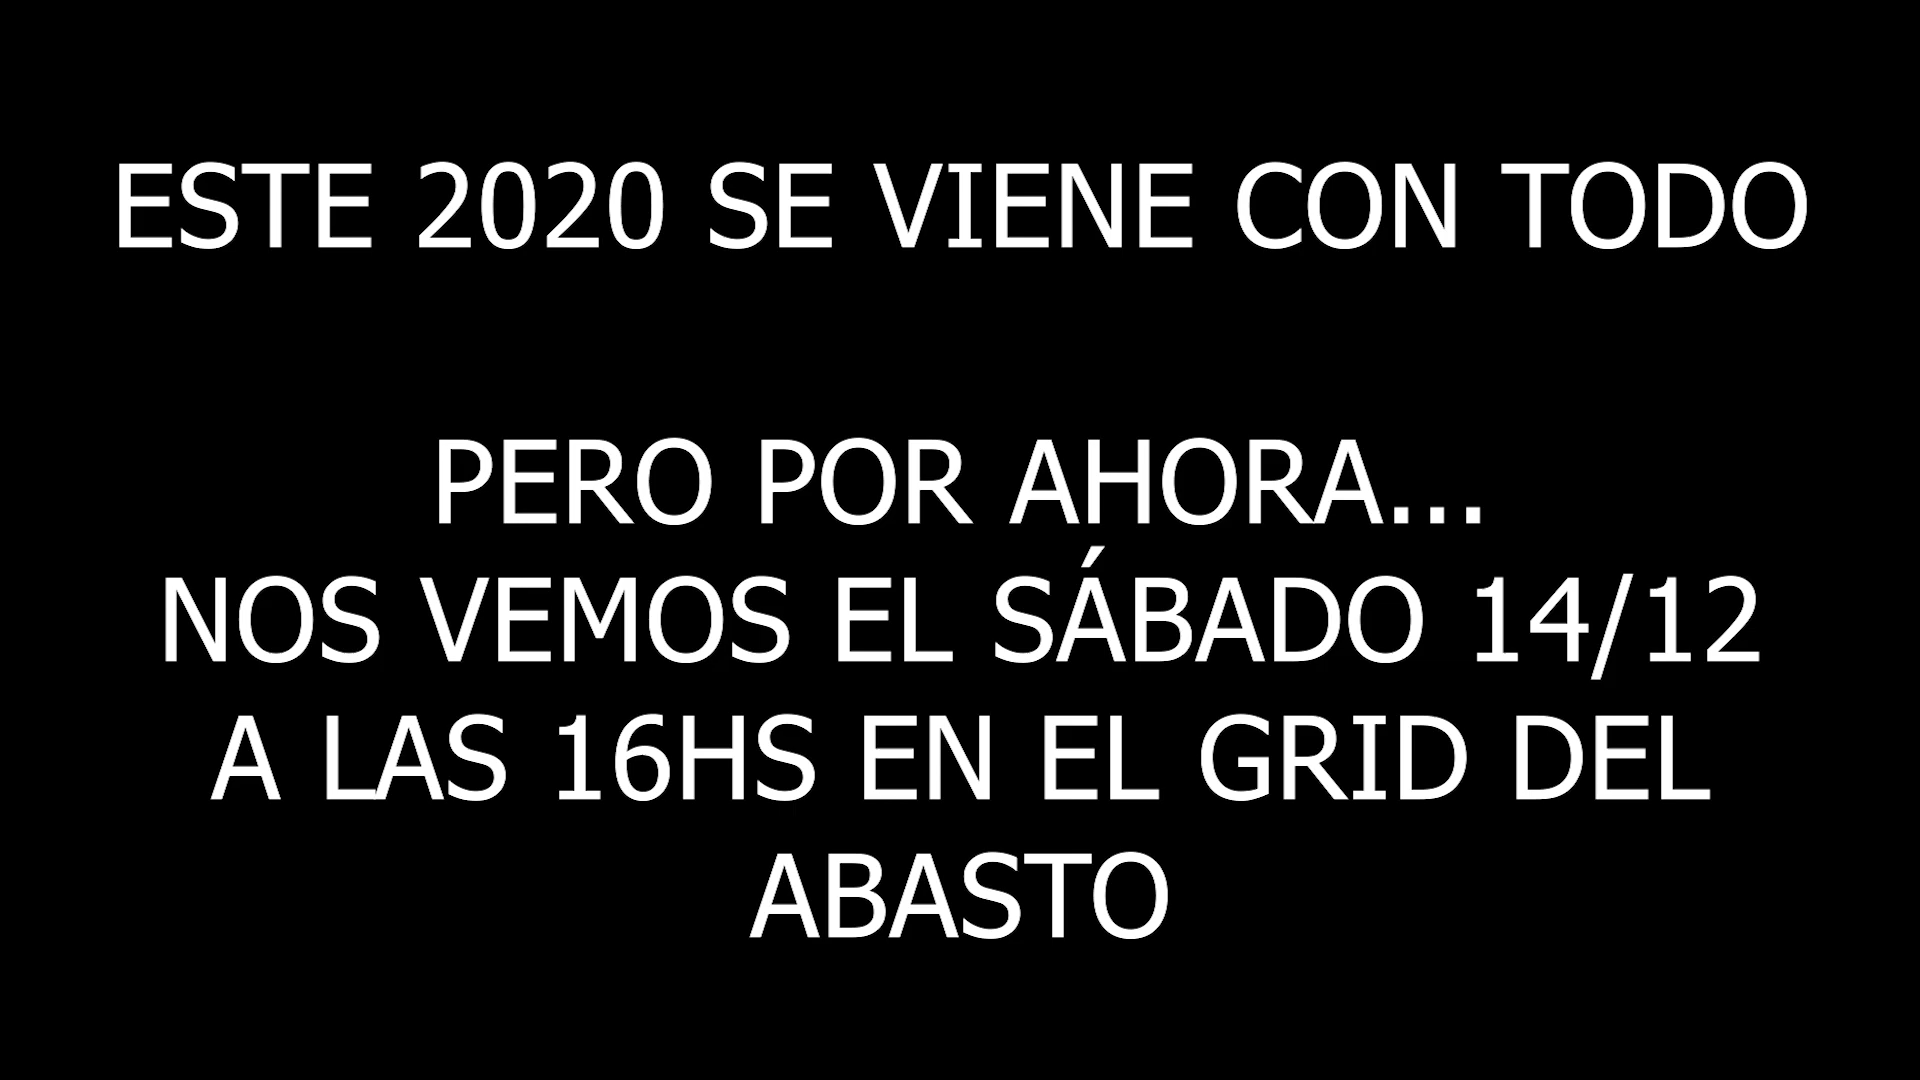 ESTE 2020 SE VIENE CON TODO
PERO POR AHORA...
NOS VEMOS EL SÁBADO 14/12
A LAS 16HS EN EL GRID DEL
ABASTO